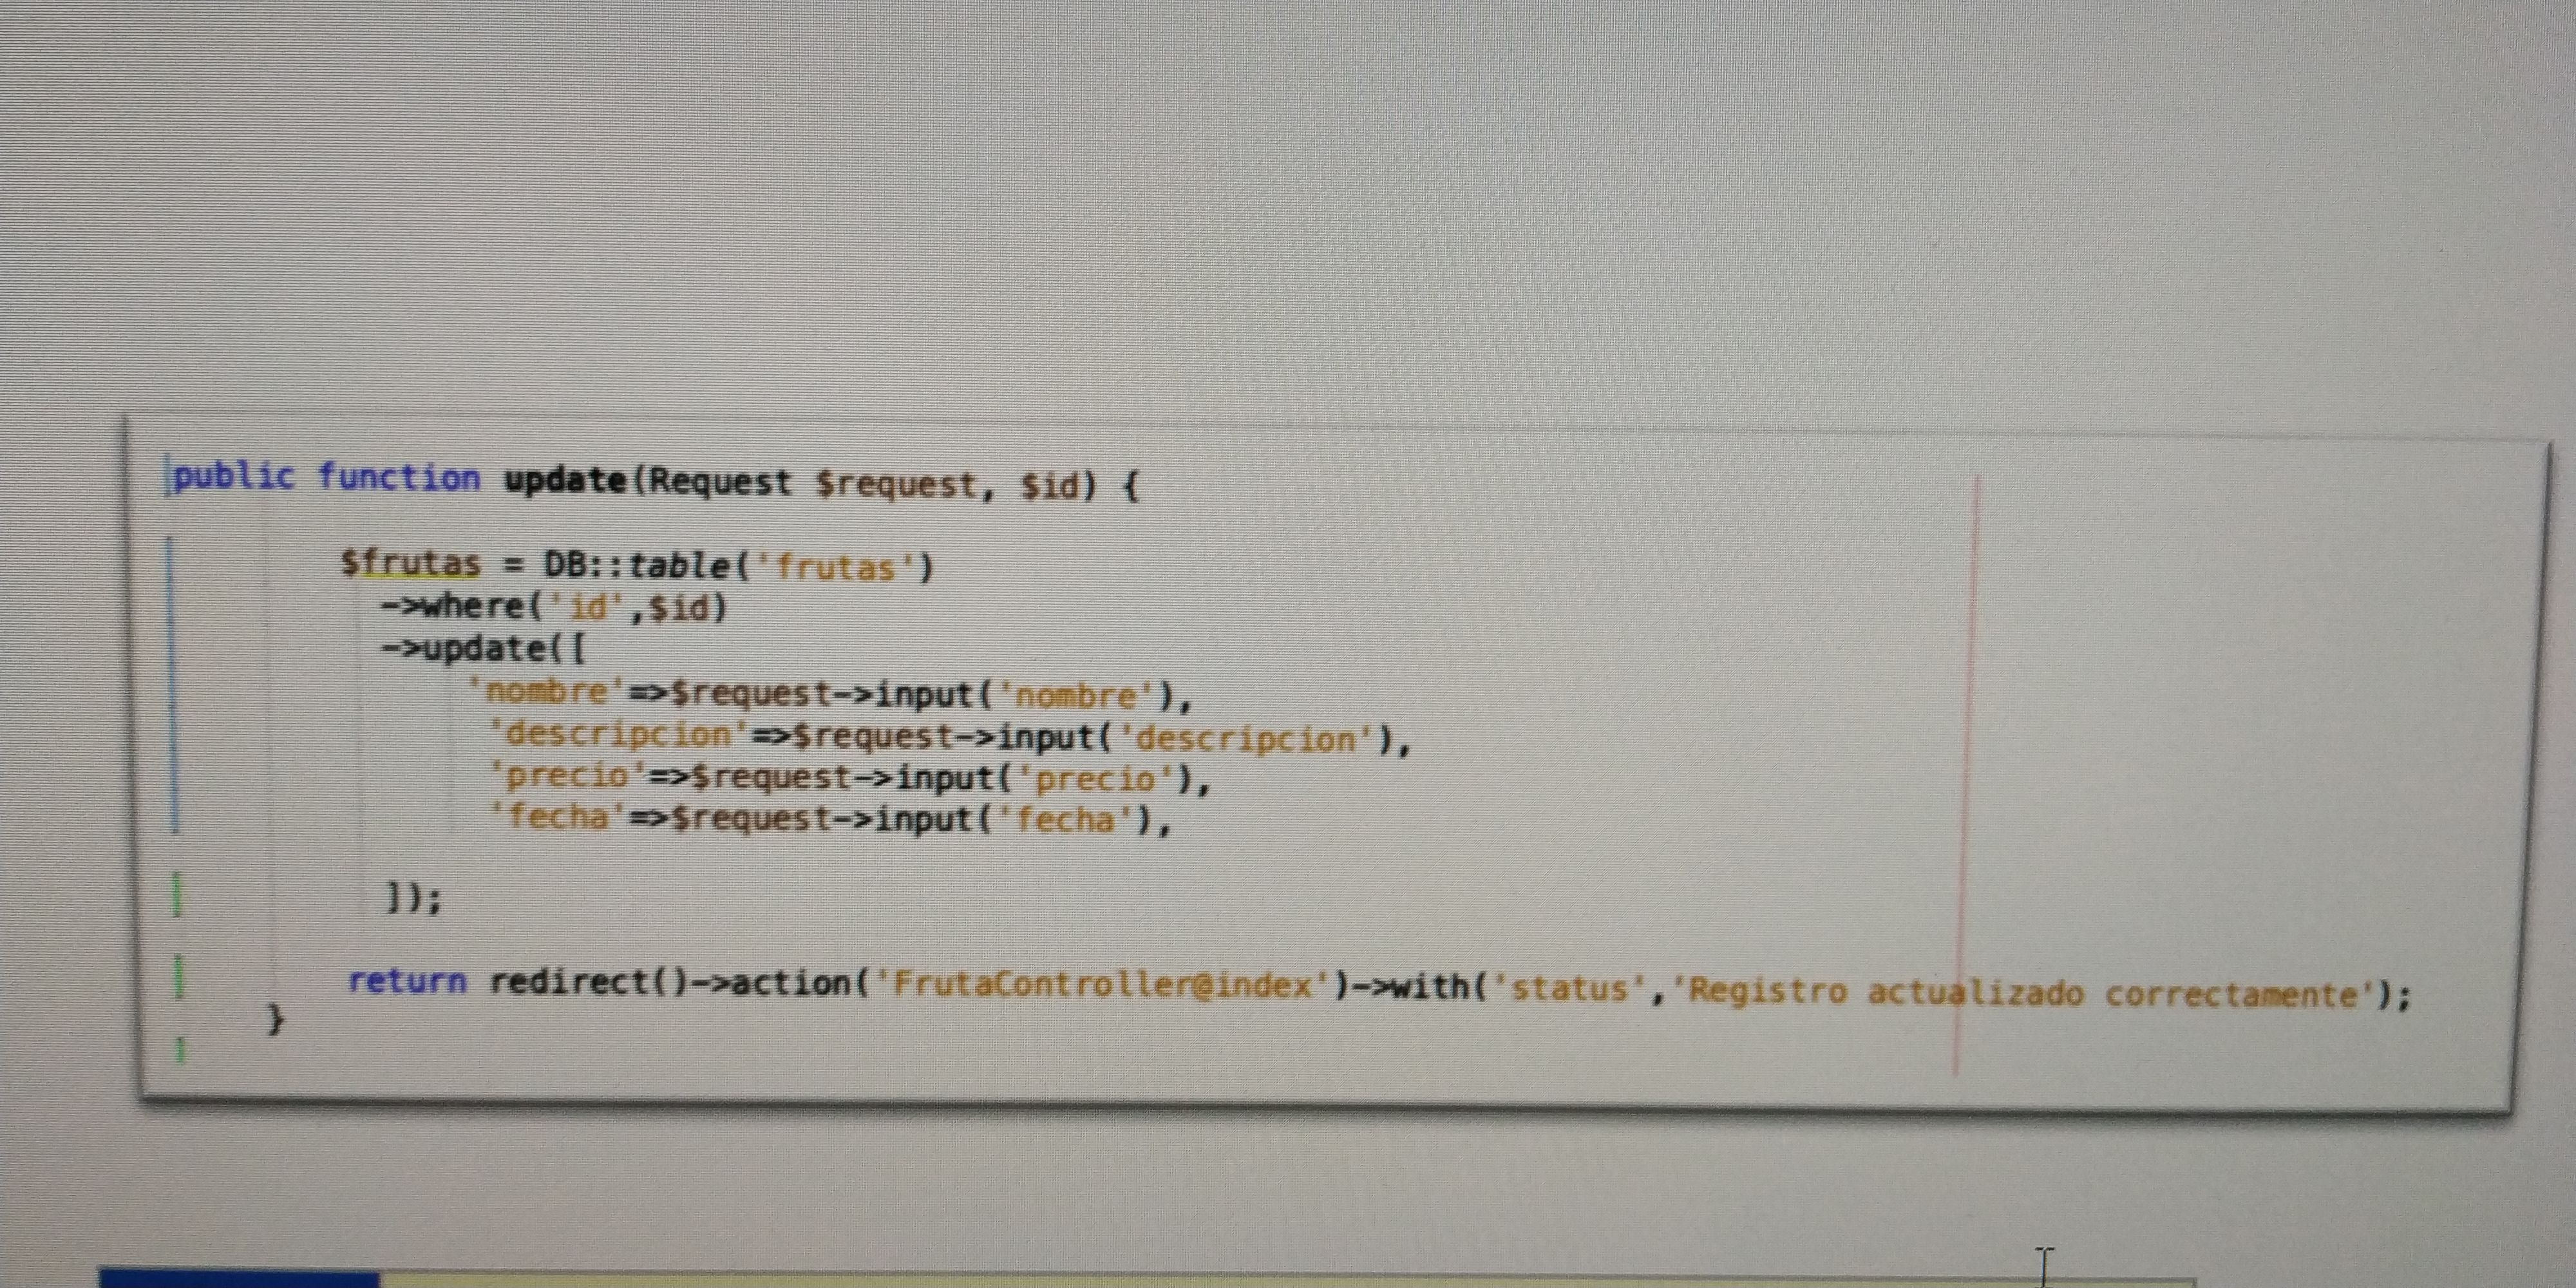 public function update(Request $request, $id) {
$frutas = DB::table('frutas')
->where('id',$id)
->update([
'nombre'=>$request->input('nombre'),
'descripcion'=>$request->input('descripcion'),
'precio'=>$request->input('precio'),
'fecha'=>$request->input('fecha'),
]);
return redirect()->action('FrutaController@index')->with('status','Registro actualizado correctamente');
}